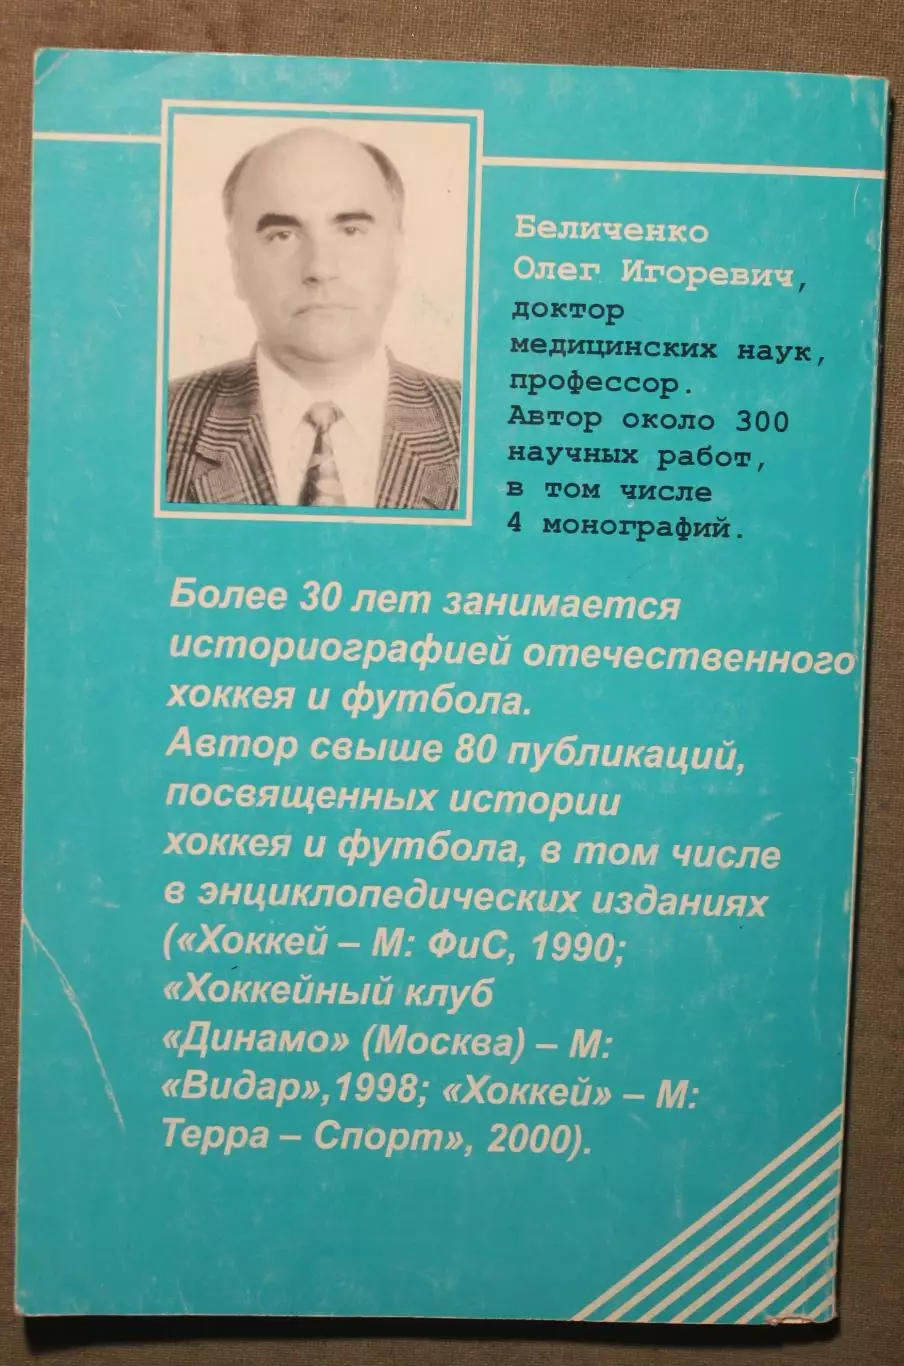 Беличенко
Олег Игоревич,
доктор
медицинских наук,
профессор.
Автор около 300
научных работ,
в том числе
4 монографий.
Более 30 лет занимается
историографией отечественного
хоккея и футбола.
Автор свыше 80 публикаций,
посвященных истории
хоккея и футбола, в том числе
в энциклопедических изданиях
(«Хоккей – М: ФиС, 1990;
«Хоккейный клуб
«Динамо» (Москва) – М:
«Видар»,1998; «Хоккей» – М:
Терра – Спорт», 2000).